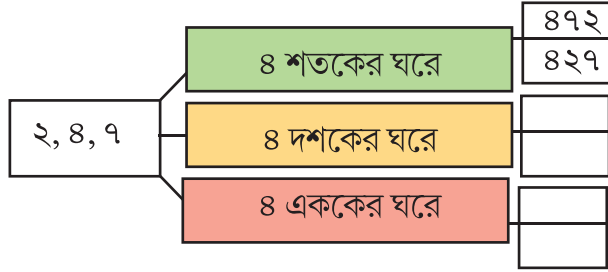 ৪৭২
৪ শতকের ঘরে
৪২৭
২, ৪, ৭
৪ দশকের ঘরে
৪ এককের ঘরে